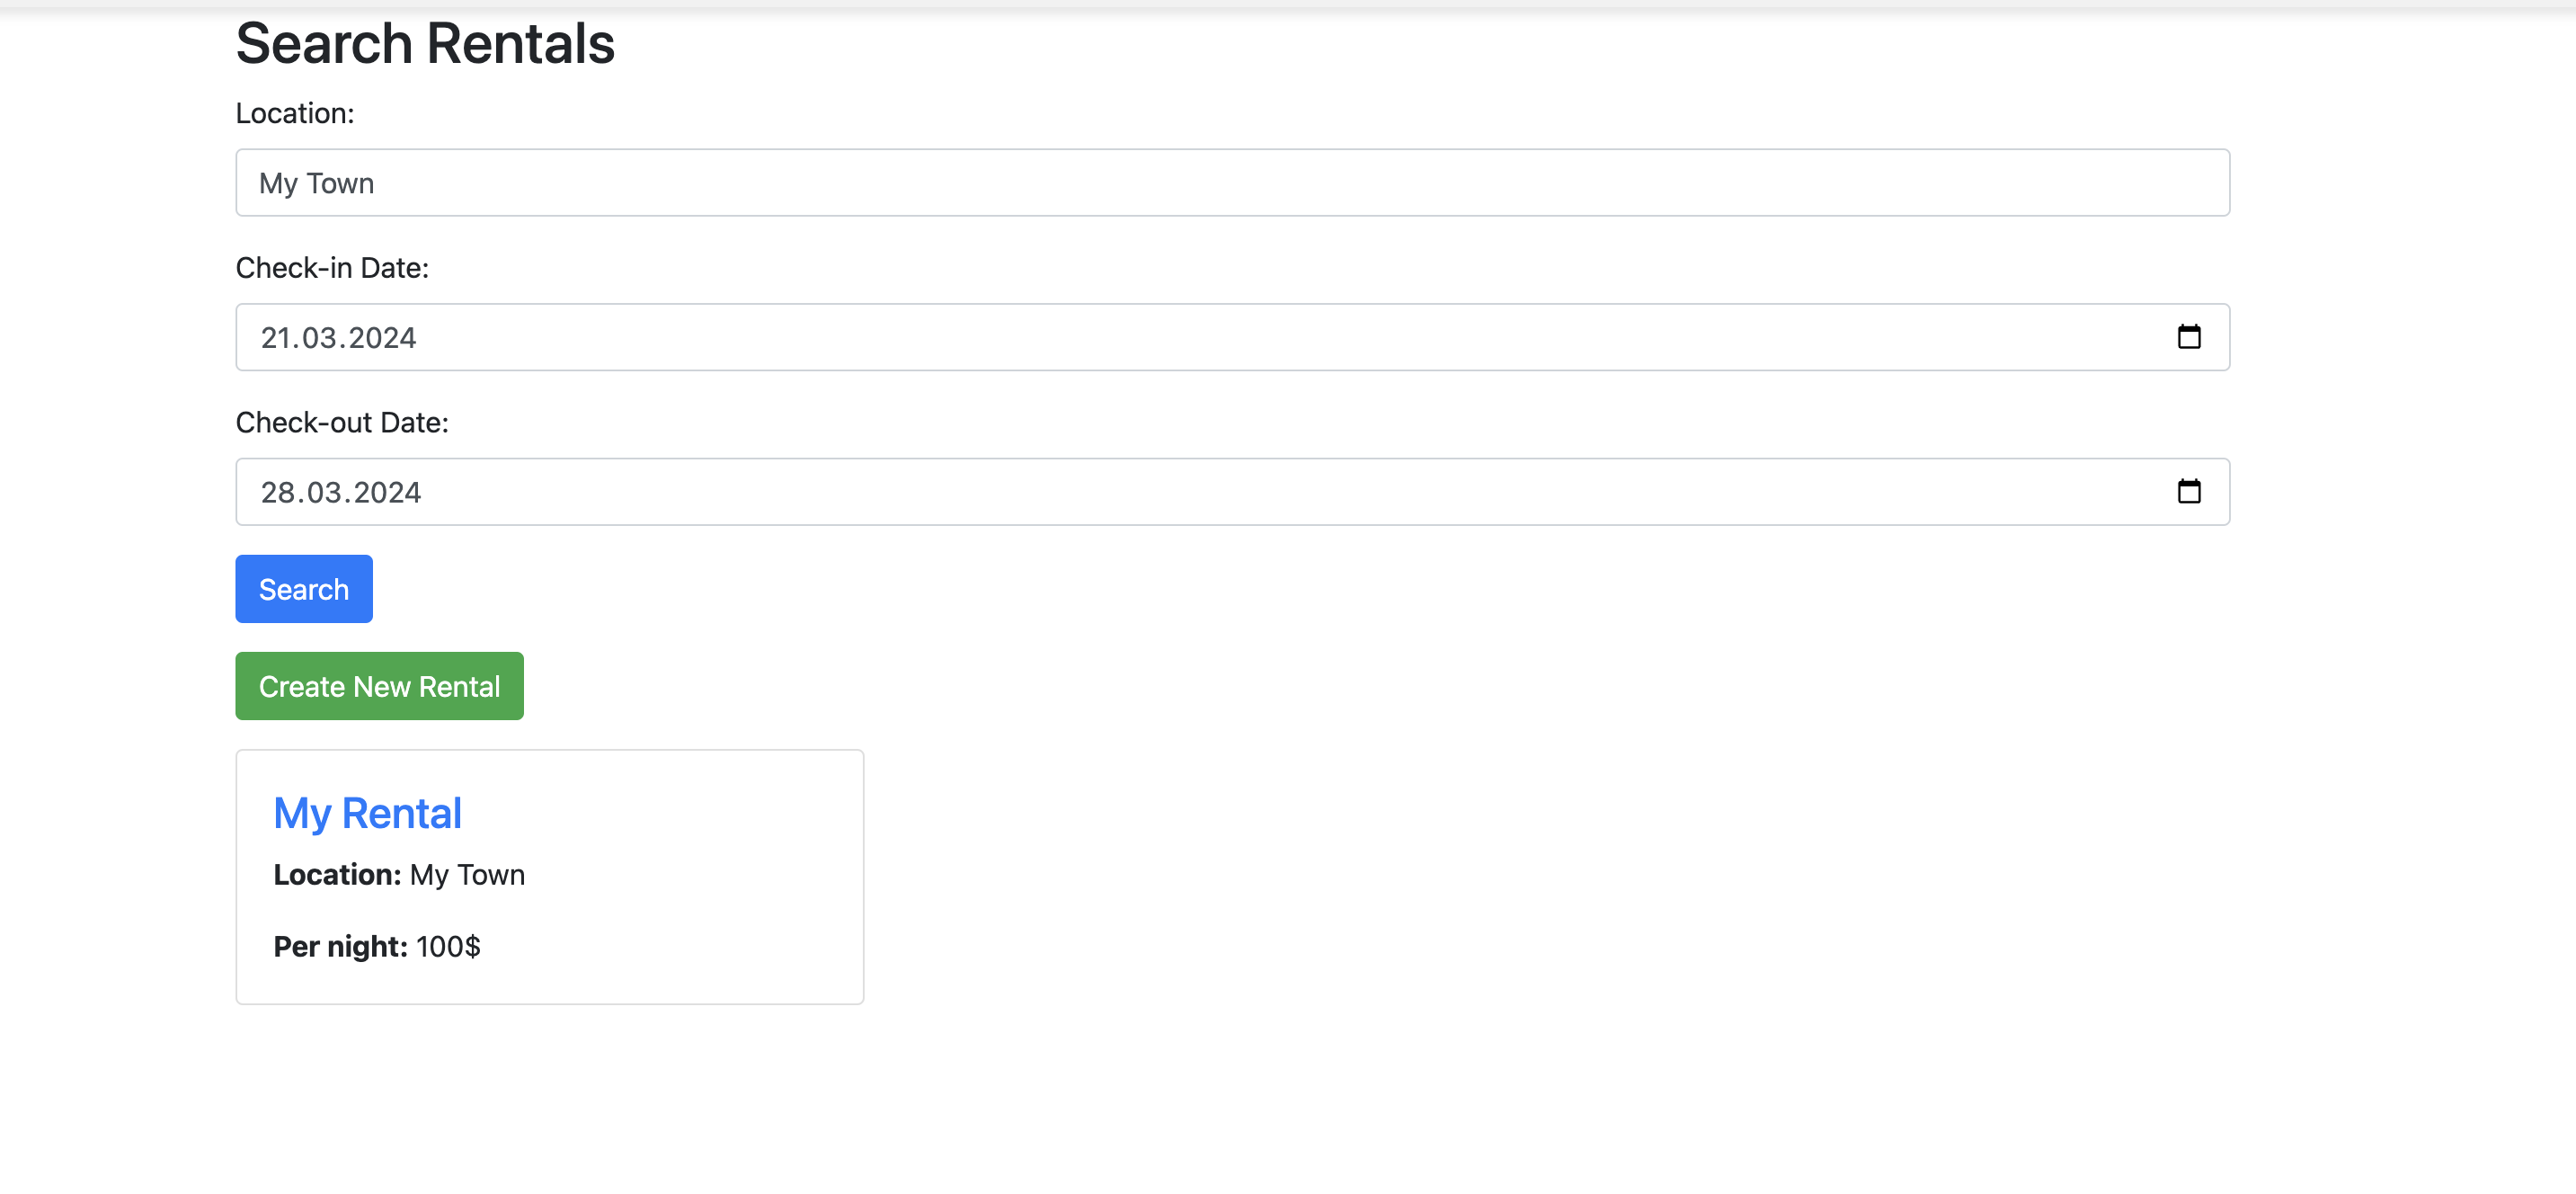 Search Rentals
Location:
My Town
Check-in Date:
21.03.2024
Check-out Date:
28.03.2024
Search
Create New Rental
My Rental
Location: My Town
Per night: 100$